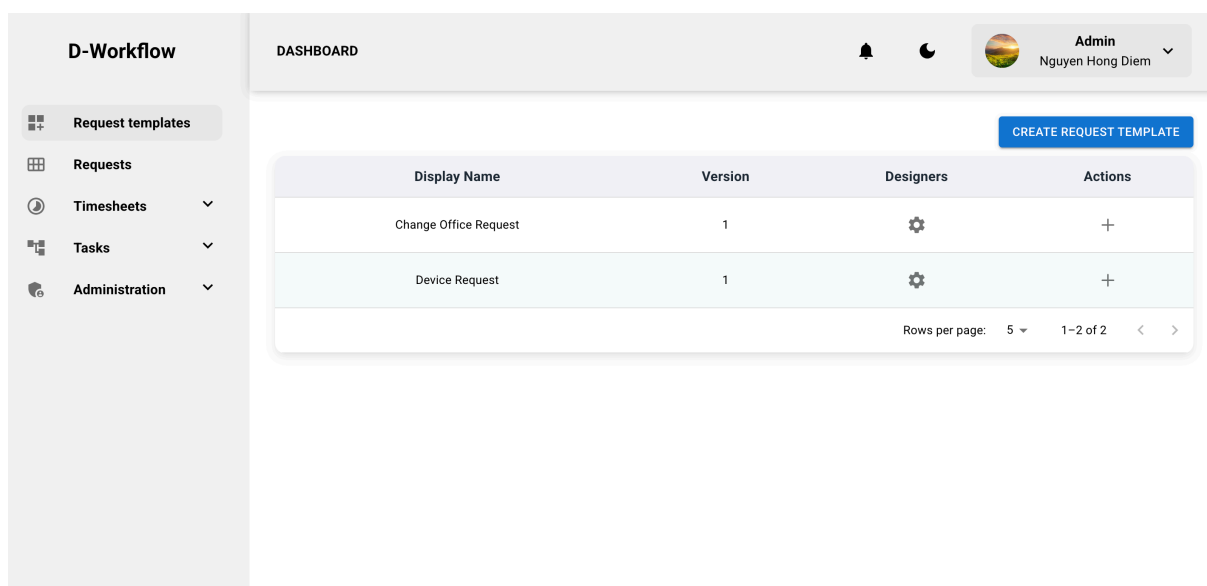 D-Workflow
DASHBOARD
Admin
Nguyen Hong Diem
Request templates
Requests
Timesheets
Tasks
Administration
CREATE REQUEST TEMPLATE
Display Name Version Designers Actions
Change Office Request 1
Device Request 1
Rows per page: 5 1–2 of 2